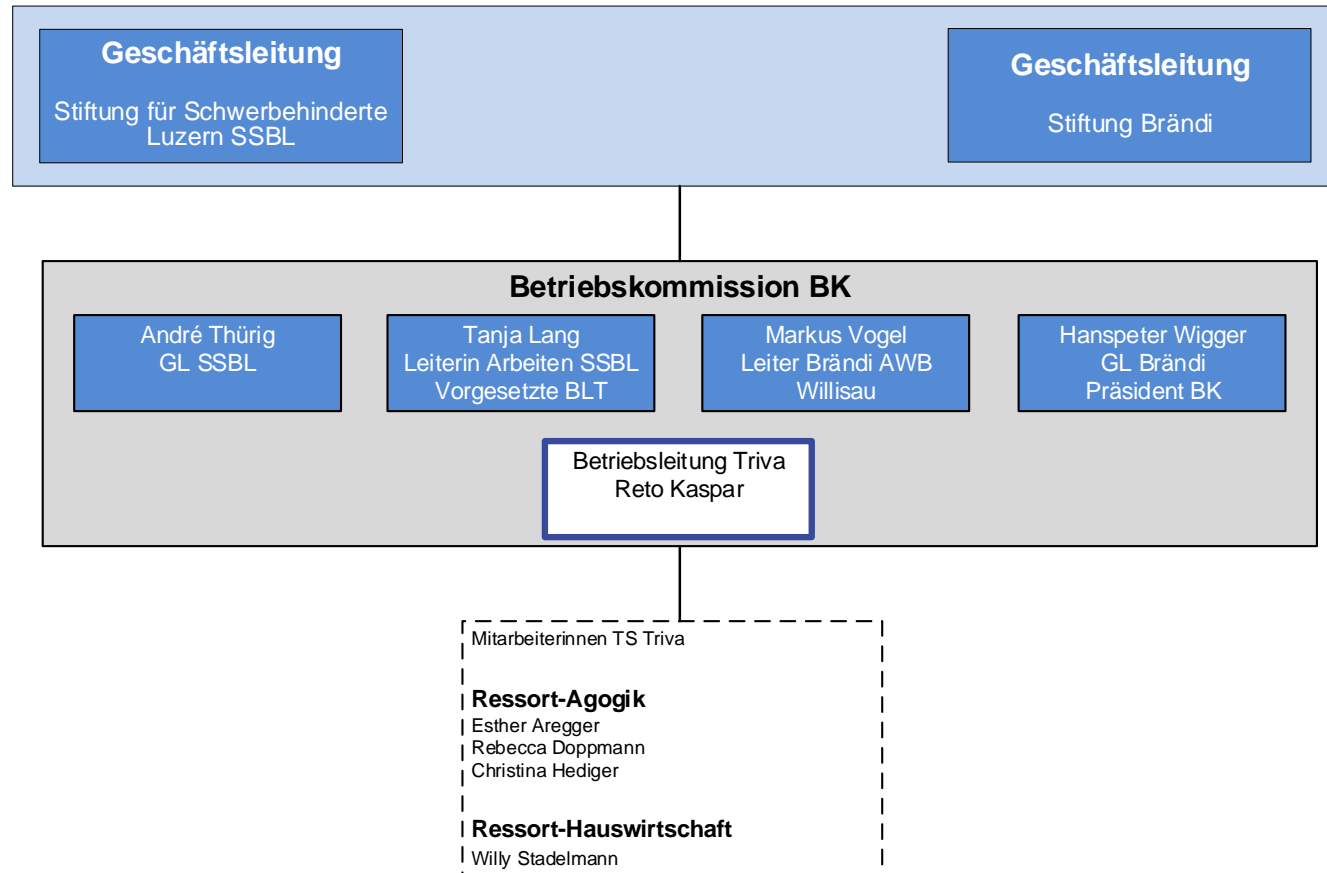 Geschäftsleitung
Stiftung für Schwerbehinderte
Luzern SSBL
Geschäftsleitung
Stiftung Brändi
Betriebskommission BK
André Thürig
GL SSBL
Tanja Lang
Leiterin Arbeiten SSBL
Vorgesetzte BLT
Markus Vogel
Leiter Brändi AWB
Willisau
Hanspeter Wigger
GL Brändi
Präsident BK
Betriebsleitung Triva
Reto Kaspar
Mitarbeiterinnen TS Triva
Ressort-Agogik
Esther Aregger
Rebecca Doppmann
Christina Hediger
Ressort-Hauswirtschaft
Willy Stadelmann